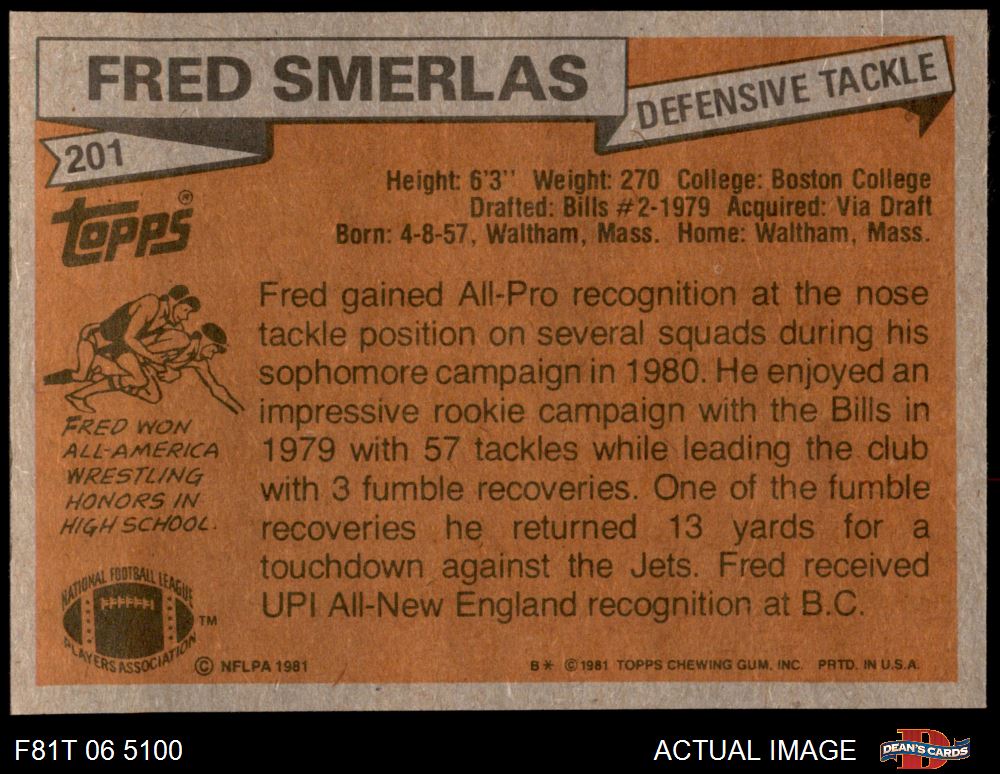 FRED SMERLAS
DEFENSIVE TACKLE
201
Topps®
Height: 6'3'' Weight: 270 College: Boston College
Drafted: Bills #2-1979 Acquired: Via Draft
Born: 4-8-57, Waltham, Mass. Home: Waltham, Mass.
Fred gained All-Pro recognition at the nose
tackle position on several squads during his
sophomore campaign in 1980. He enjoyed an
impressive rookie campaign with the Bills in
1979 with 57 tackles while leading the club
with 3 fumble recoveries. One of the fumble
recoveries he returned 13 yards for a
touchdown against the Jets. Fred received
UPI All-New England recognition at B.C.
FRED WON
ALL-AMERICA
WRESTLING
HONORS IN
HIGH SCHOOL.
NATIONAL FOOTBALL LEAGUE
PLAYERS ASSOCIATION
™
© NFLPA 1981
B* ©1981 TOPPS CHEWING GUM, INC. PRTD. IN U.S.A.
F81T 06 5100
ACTUAL IMAGE
DEAN'S CARDS